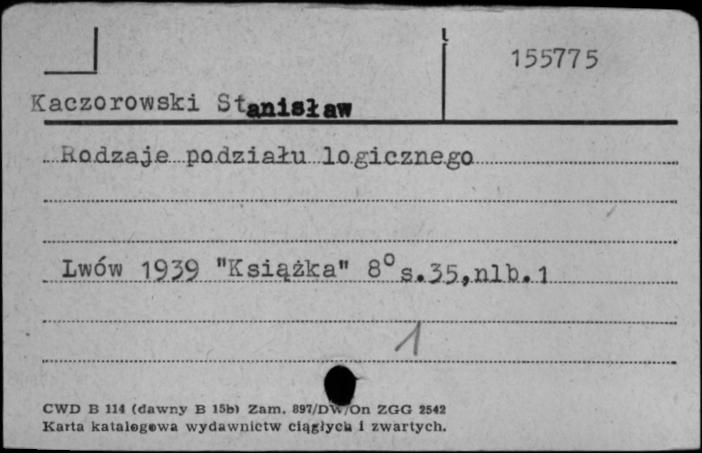 155775
Kaczorowski Stanisław
Rodzaje podziału logicznego
Lwów 1939 "Książka" 8° s.35,nlb.1
1
CWD B 114 (dawny B 15b) Zam. 897/DW/On ZGG 2542
Karta katalogowa wydawnictw ciągłych i zwartych.